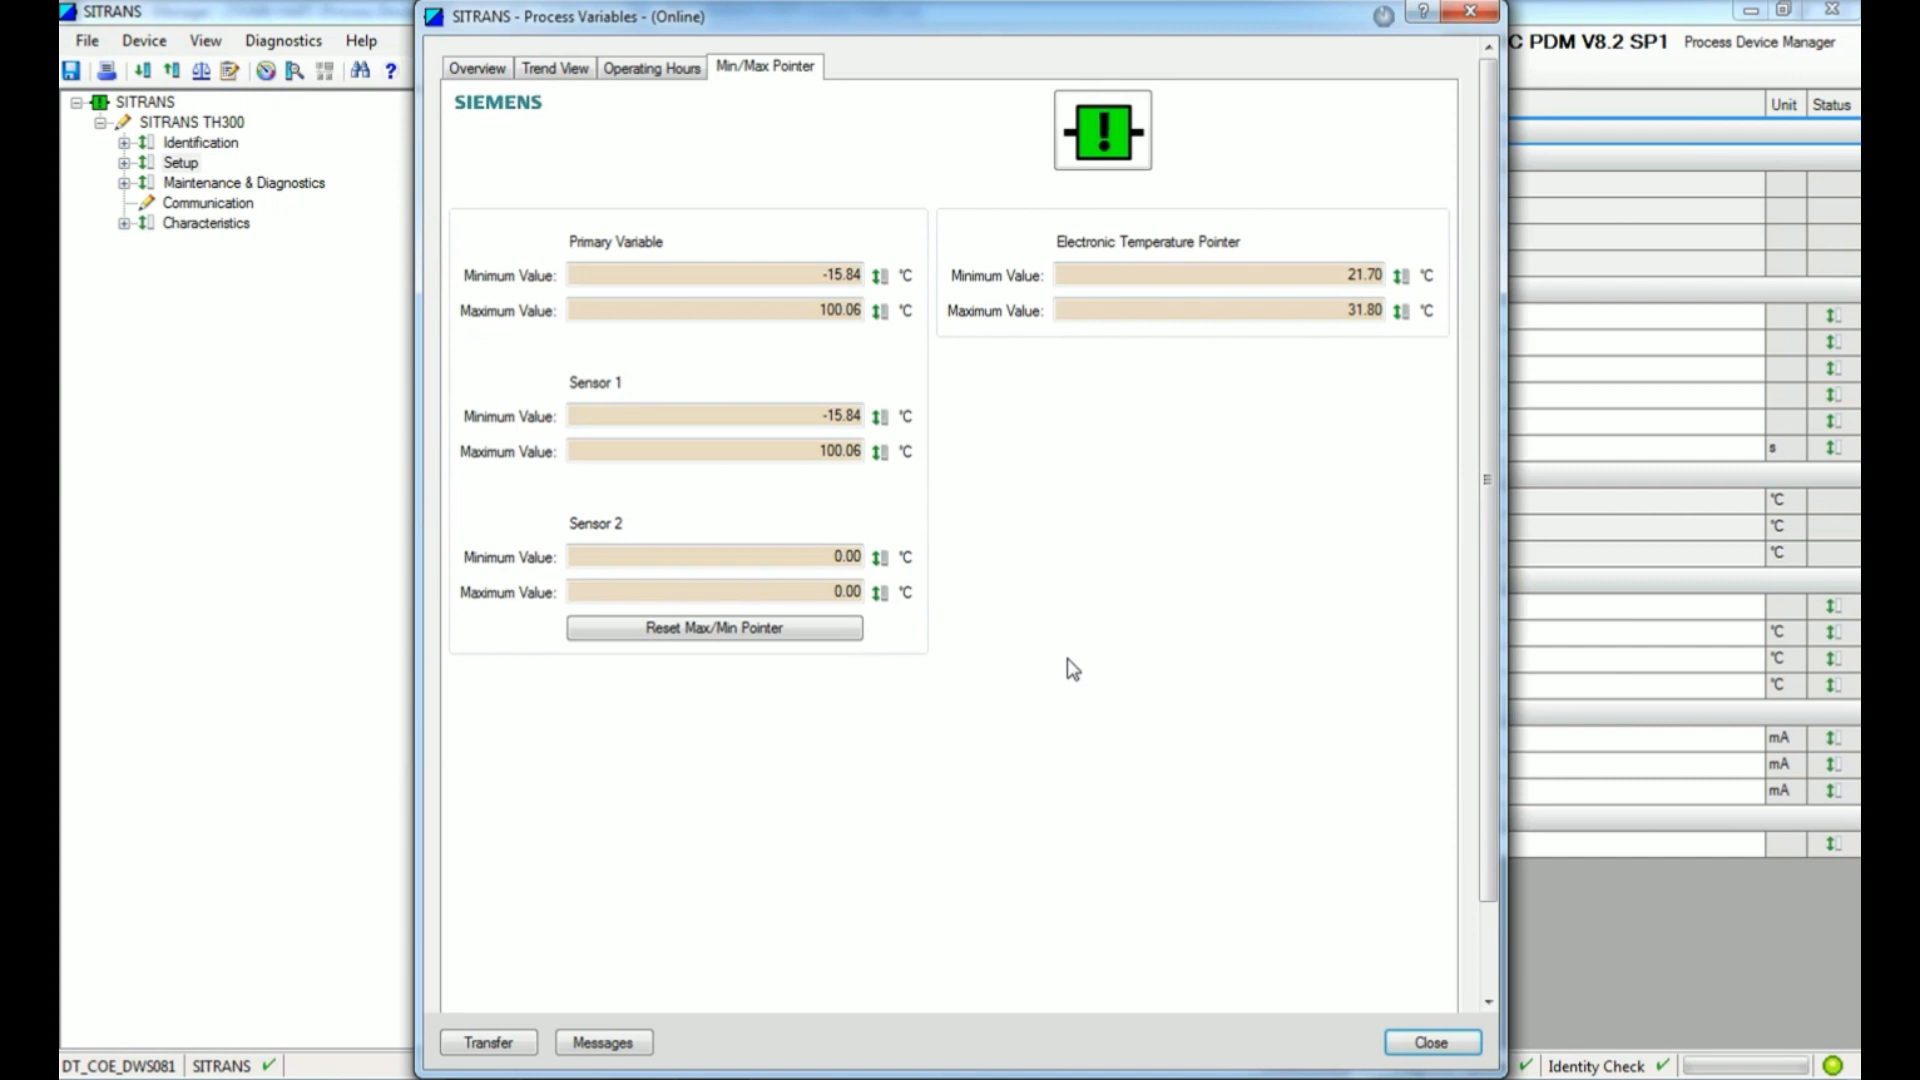 SITRANS
SITRANS - Process Variables - (Online)
File Device View Diagnostics Help
C PDM V8.2 SP1 Process Device Manager
Overview Trend View Operating Hours Min/Max Pointer
SIEMENS
Unit Status
SITRANS
SITRANS TH300
Identification
Setup
Maintenance & Diagnostics
Communication
Characteristics
Primary Variable
Minimum Value: -15.84 °C
Maximum Value: 100.06 °C
Electronic Temperature Pointer
Minimum Value: 21.70 °C
Maximum Value: 31.80 °C
Sensor 1
Minimum Value: -15.84 °C
Maximum Value: 100.06 °C
Sensor 2
Minimum Value: 0.00 °C
Maximum Value: 0.00 °C
Reset Max/Min Pointer
s
°C
°C
°C
°C
°C
°C
mA
mA
mA
Transfer Messages Close
DT_COE_DWS081 SITRANS
Identity Check